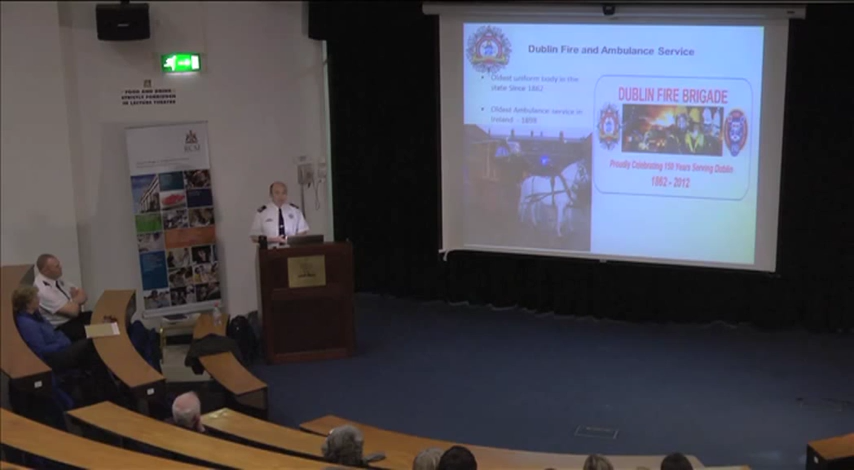 Dublin Fire and Ambulance Service
• Oldest uniform body in the
state Since 1862
• Oldest Ambulance service in
Ireland - 1898
DUBLIN FIRE BRIGADE
Proudly Celebrating 150 Years Serving Dublin
1862 - 2012
FOOD AND DRINK
STRICTLY FORBIDDEN
IN LECTURE THEATRE
RCSI